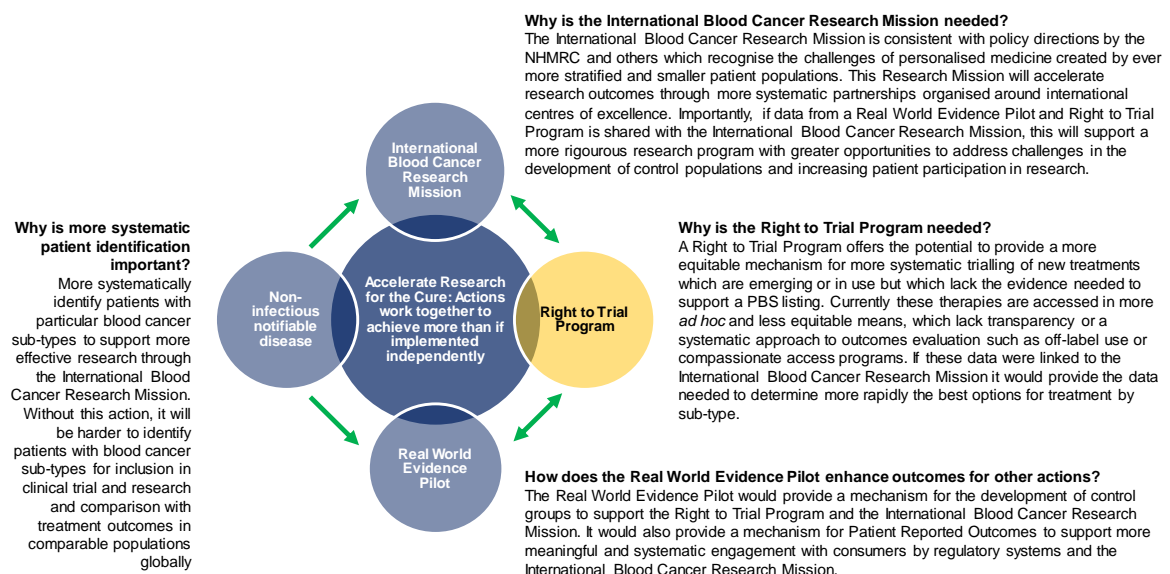 Why is the International Blood Cancer Research Mission needed?
The International Blood Cancer Research Mission is consistent with policy directions by the
NHMRC and others which recognise the challenges of personalised medicine created by ever
more stratified and smaller patient populations. This Research Mission will accelerate
research outcomes through more systematic partnerships organised around international
centres of excellence. Importantly, if data from a Real World Evidence Pilot and Right to Trial
Program is shared with the International Blood Cancer Research Mission, this will support a
more rigourous research program with greater opportunities to address challenges in the
development of control populations and increasing patient participation in research.
International
Blood Cancer
Research
Mission
Why is more systematic
patient identification
important?
More systematically
identify patients with
particular blood cancer
sub-types to support more
effective research through
the International Blood
Cancer Research Mission.
Without this action, it will
be harder to identify
patients with blood cancer
sub-types for inclusion in
clinical trial and research
and comparison with
treatment outcomes in
comparable populations
globally
Non-
infectious
notifiable
disease
Accelerate Research
for the Cure: Actions
work together to
achieve more than if
implemented
independently
Right to Trial
Program
Why is the Right to Trial Program needed?
A Right to Trial Program offers the potential to provide a more
equitable mechanism for more systematic trialling of new treatments
which are emerging or in use but which lack the evidence needed to
support a PBS listing. Currently these therapies are accessed in more
ad hoc and less equitable means, which lack transparency or a
systematic approach to outcomes evaluation such as off-label use or
compassionate access programs. If these data were linked to the
International Blood Cancer Research Mission it would provide the data
needed to determine more rapidly the best options for treatment by
sub-type.
Real World
Evidence
Pilot
How does the Real World Evidence Pilot enhance outcomes for other actions?
The Real World Evidence Pilot would provide a mechanism for the development of control
groups to support the Right to Trial Program and the International Blood Cancer Research
Mission. It would also provide a mechanism for Patient Reported Outcomes to support more
meaningful and systematic engagement with consumers by regulatory systems and the
International Blood Cancer Research Mission.